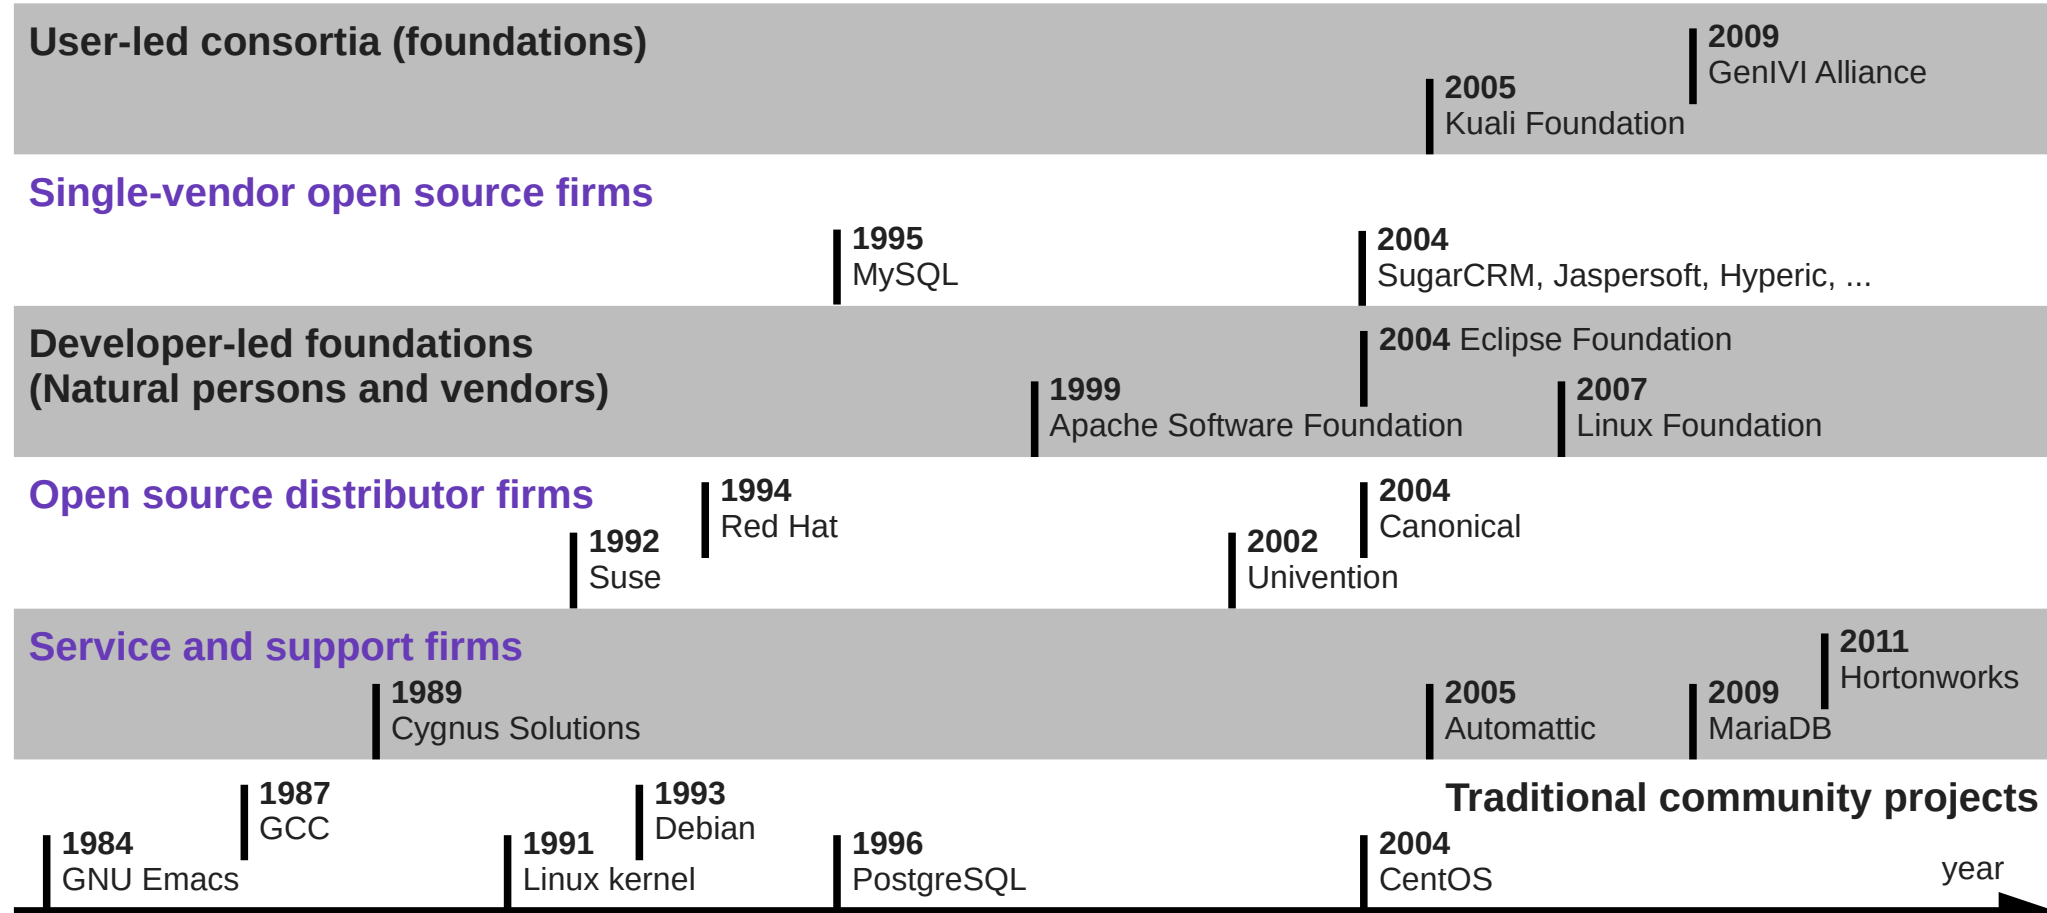 User-led consortia (foundations)
2009
GenIVI Alliance
2005
Kuali Foundation
Single-vendor open source firms
1995
MySQL
2004
SugarCRM, Jaspersoft, Hyperic, ...
Developer-led foundations
(Natural persons and vendors)
2004 Eclipse Foundation
1999
Apache Software Foundation
2007
Linux Foundation
Open source distributor firms
1994
Red Hat
2004
Canonical
1992
Suse
2002
Univention
Service and support firms
2011
Hortonworks
1989
Cygnus Solutions
2005
Automattic
2009
MariaDB
Traditional community projects
1987
GCC
1993
Debian
1984
GNU Emacs
1991
Linux kernel
1996
PostgreSQL
2004
CentOS
year